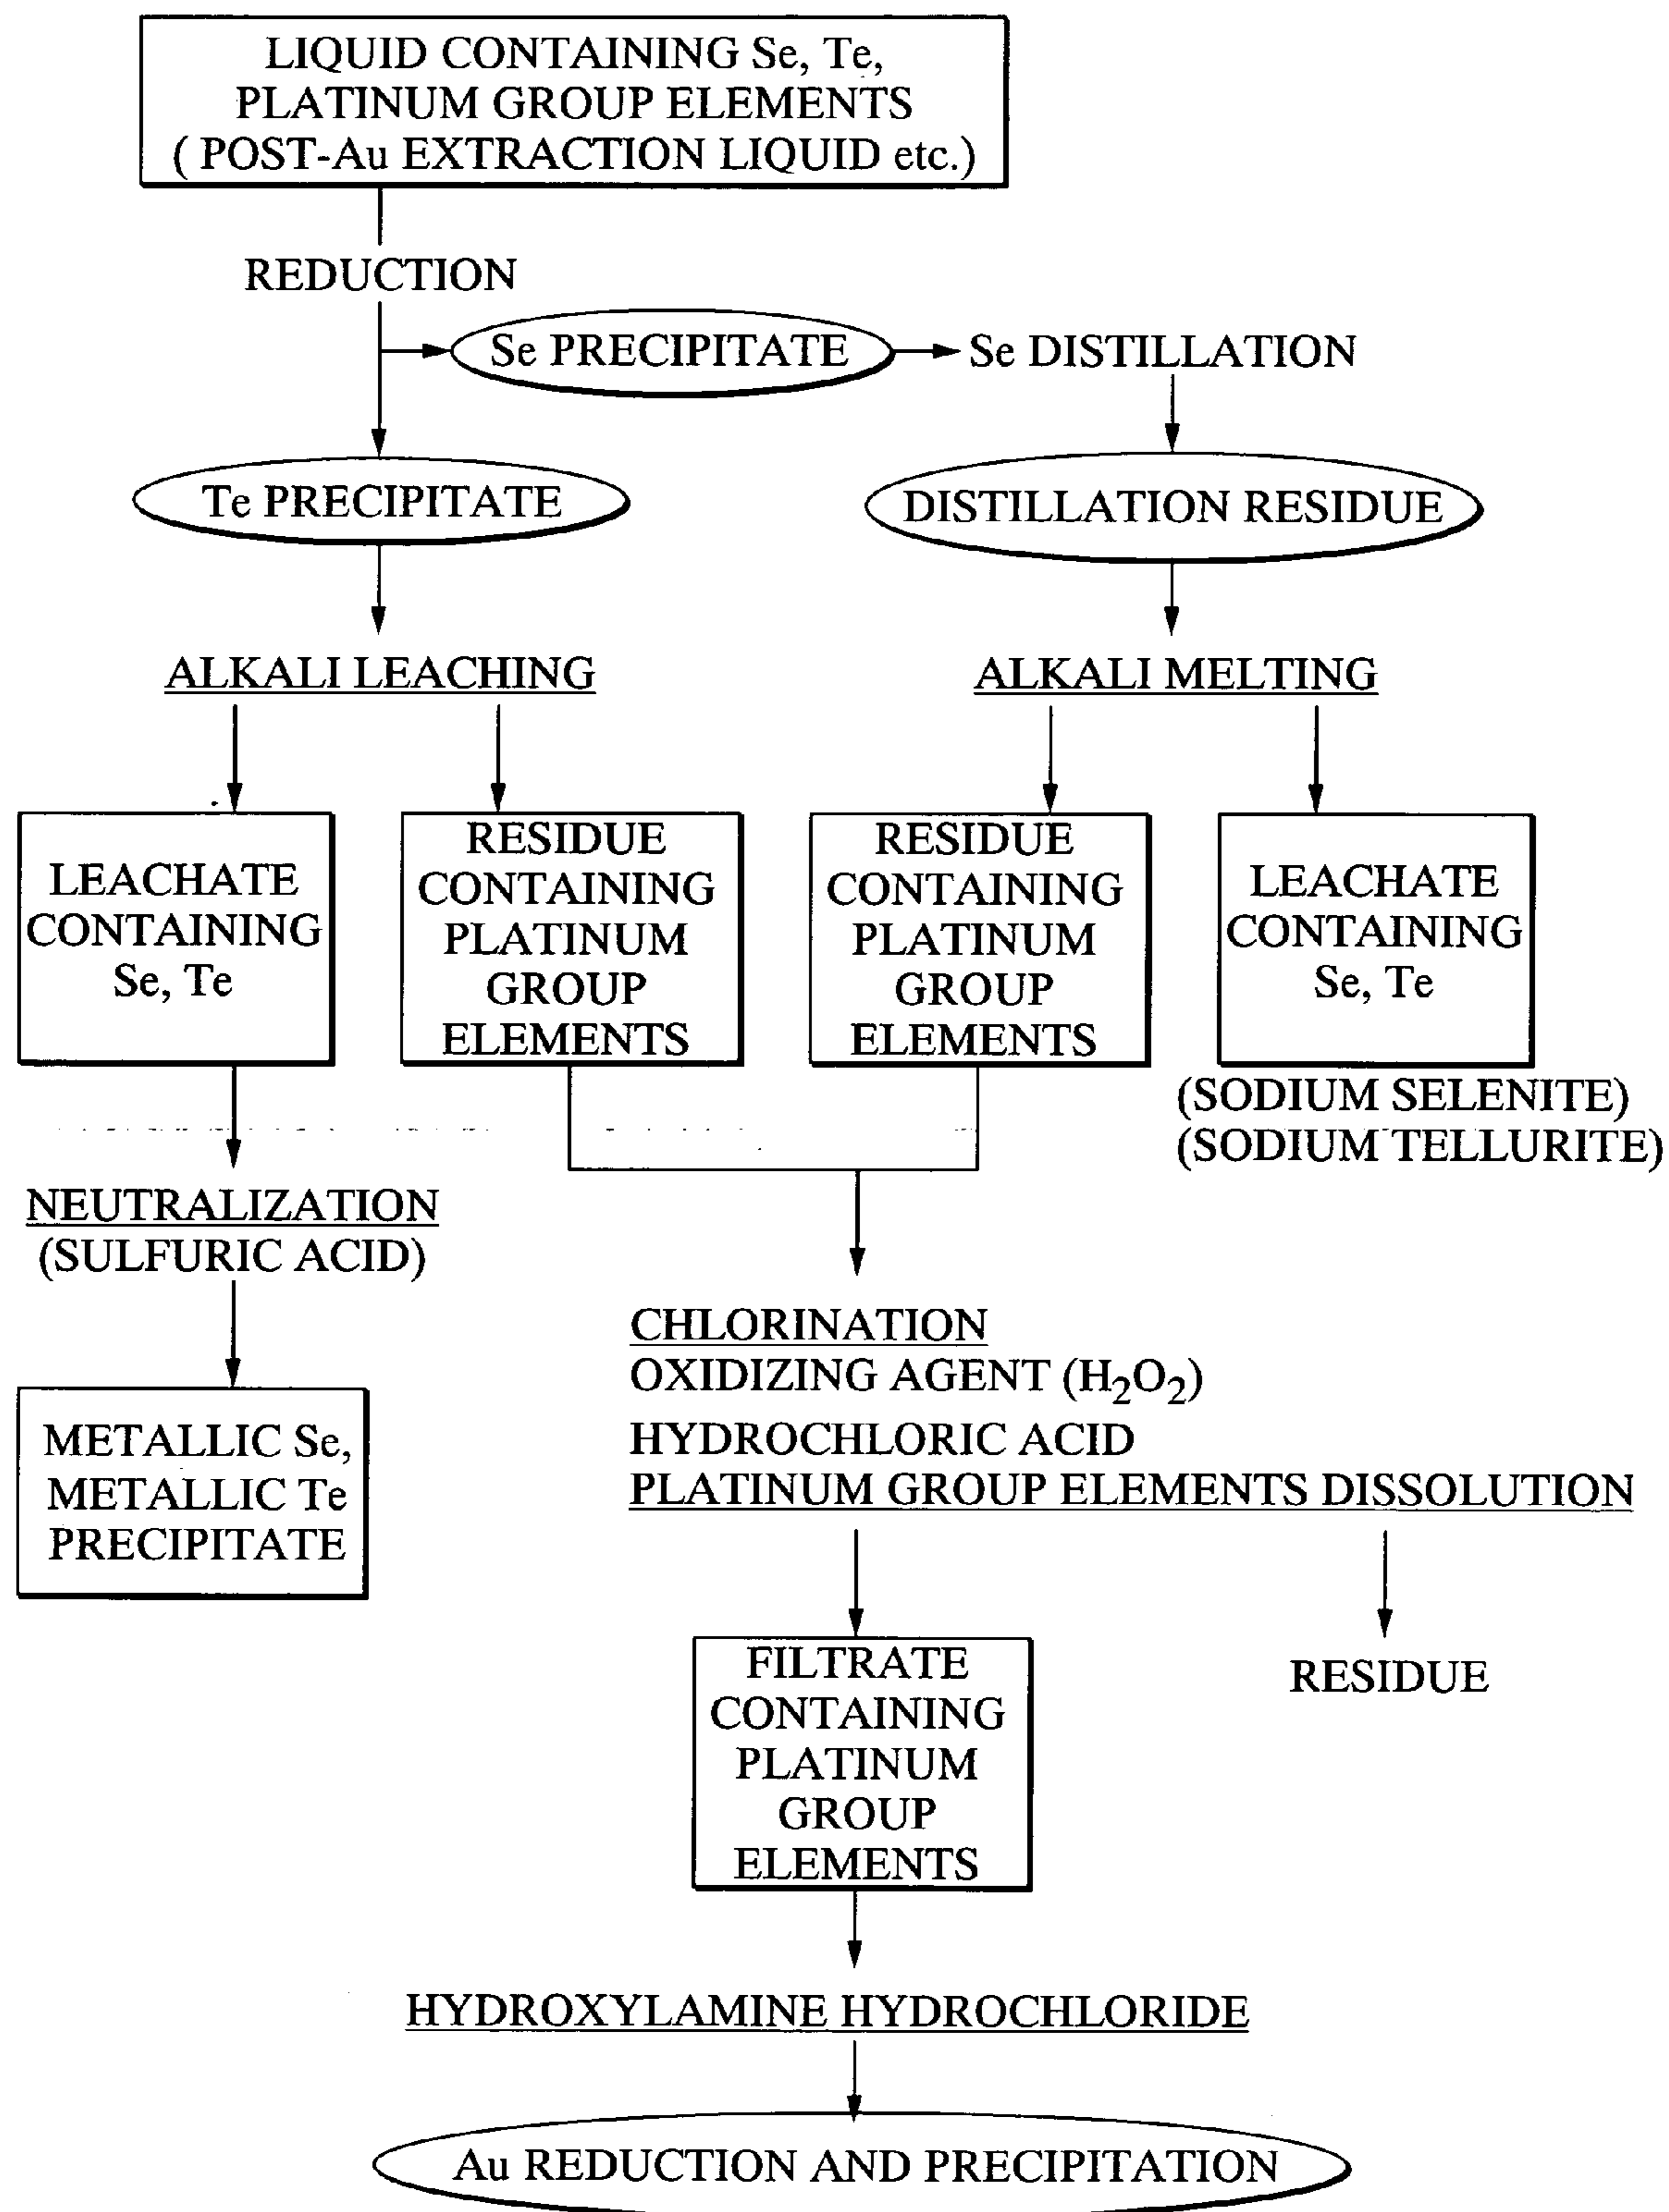 LIQUID CONTAINING Se, Te,
PLATINUM GROUP ELEMENTS
( POST-Au EXTRACTION LIQUID etc.)
REDUCTION
Se PRECIPITATE
Se DISTILLATION
Te PRECIPITATE
DISTILLATION RESIDUE
ALKALI LEACHING
ALKALI MELTING
LEACHATE
CONTAINING
Se, Te
RESIDUE
CONTAINING
PLATINUM
GROUP
ELEMENTS
RESIDUE
CONTAINING
PLATINUM
GROUP
ELEMENTS
LEACHATE
CONTAINING
Se, Te
(SODIUM SELENITE)
(SODIUM TELLURITE)
NEUTRALIZATION
(SULFURIC ACID)
METALLIC Se,
METALLIC Te
PRECIPITATE
CHLORINATION
OXIDIZING AGENT (H₂O₂)
HYDROCHLORIC ACID
PLATINUM GROUP ELEMENTS DISSOLUTION
FILTRATE
CONTAINING
PLATINUM
GROUP
ELEMENTS
RESIDUE
HYDROXYLAMINE HYDROCHLORIDE
Au REDUCTION AND PRECIPITATION